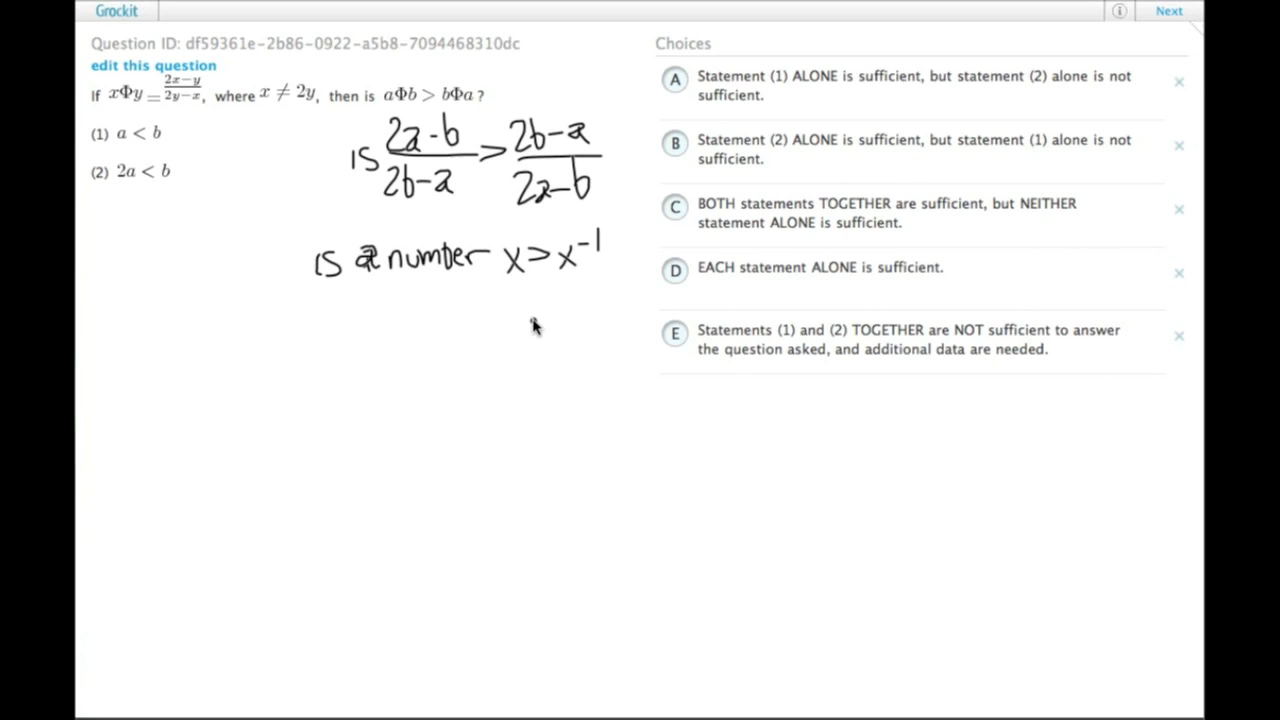 Grockit
i
Next
Question ID: df59361e-2b86-0922-a5b8-7094468310dc
edit this question
If xΦy = (2x−y)/(2y−x), where x ≠ 2y, then is aΦb > bΦa?
(1) a < b
(2) 2a < b
is (2a-b)/(2b-a) > (2b-a)/(2a-b)
is a number x > x^-1
Choices
A Statement (1) ALONE is sufficient, but statement (2) alone is not
sufficient.
×
B Statement (2) ALONE is sufficient, but statement (1) alone is not
sufficient.
×
C BOTH statements TOGETHER are sufficient, but NEITHER
statement ALONE is sufficient.
×
D EACH statement ALONE is sufficient.
×
E Statements (1) and (2) TOGETHER are NOT sufficient to answer
the question asked, and additional data are needed.
×